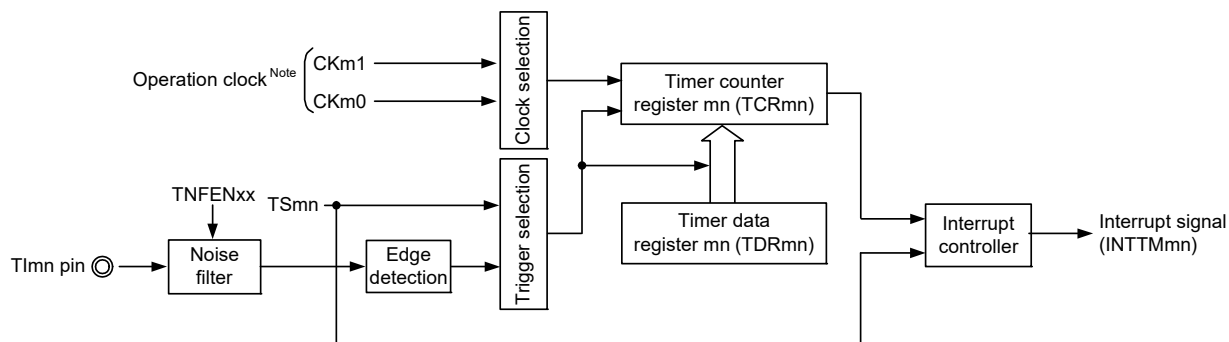 Operation clock Note
CKm1
CKm0
Clock selection
Timer counter
register mn (TCRmn)
TNFENxx
TSmn
Trigger selection
Timer data
register mn (TDRmn)
TImn pin
Noise
filter
Edge
detection
Interrupt
controller
Interrupt signal
(INTTMmn)